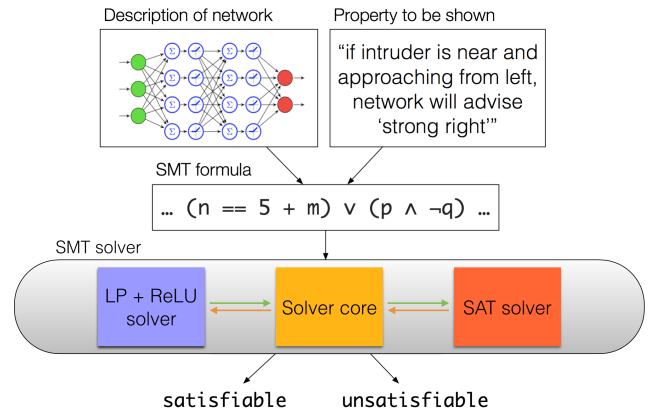 Description of network
Property to be shown
Σ Σ
Σ Σ
Σ Σ
Σ Σ
“if intruder is near and
approaching from left,
network will advise
‘strong right’”
SMT formula
… (n == 5 + m) ∨ (p ∧ ¬q) …
SMT solver
LP + ReLU
solver
Solver core
SAT solver
satisfiable
unsatisfiable